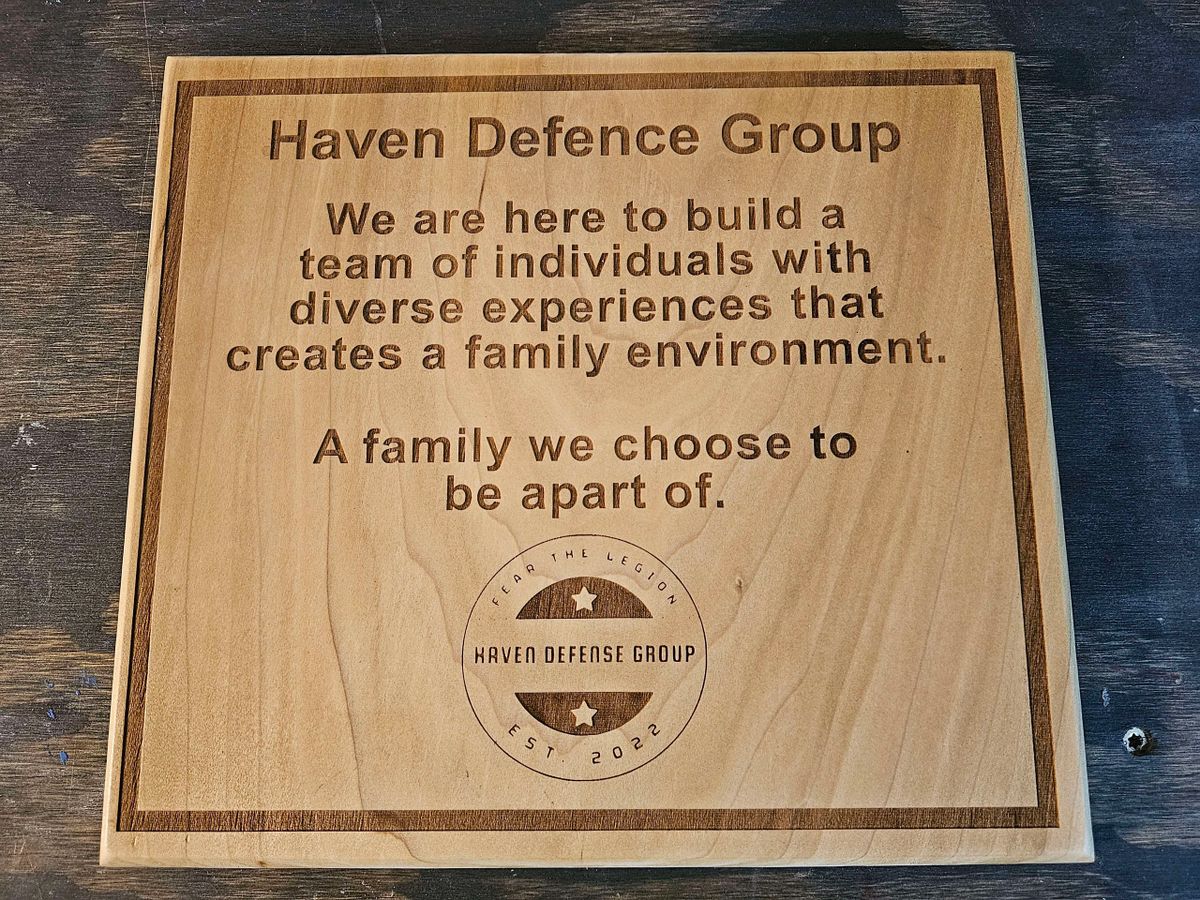 Haven Defence Group
We are here to build a
team of individuals with
diverse experiences that
creates a family environment.
A family we choose to
be apart of.
FEAR THE LEGION
HAVEN DEFENSE GROUP
EST. 2022